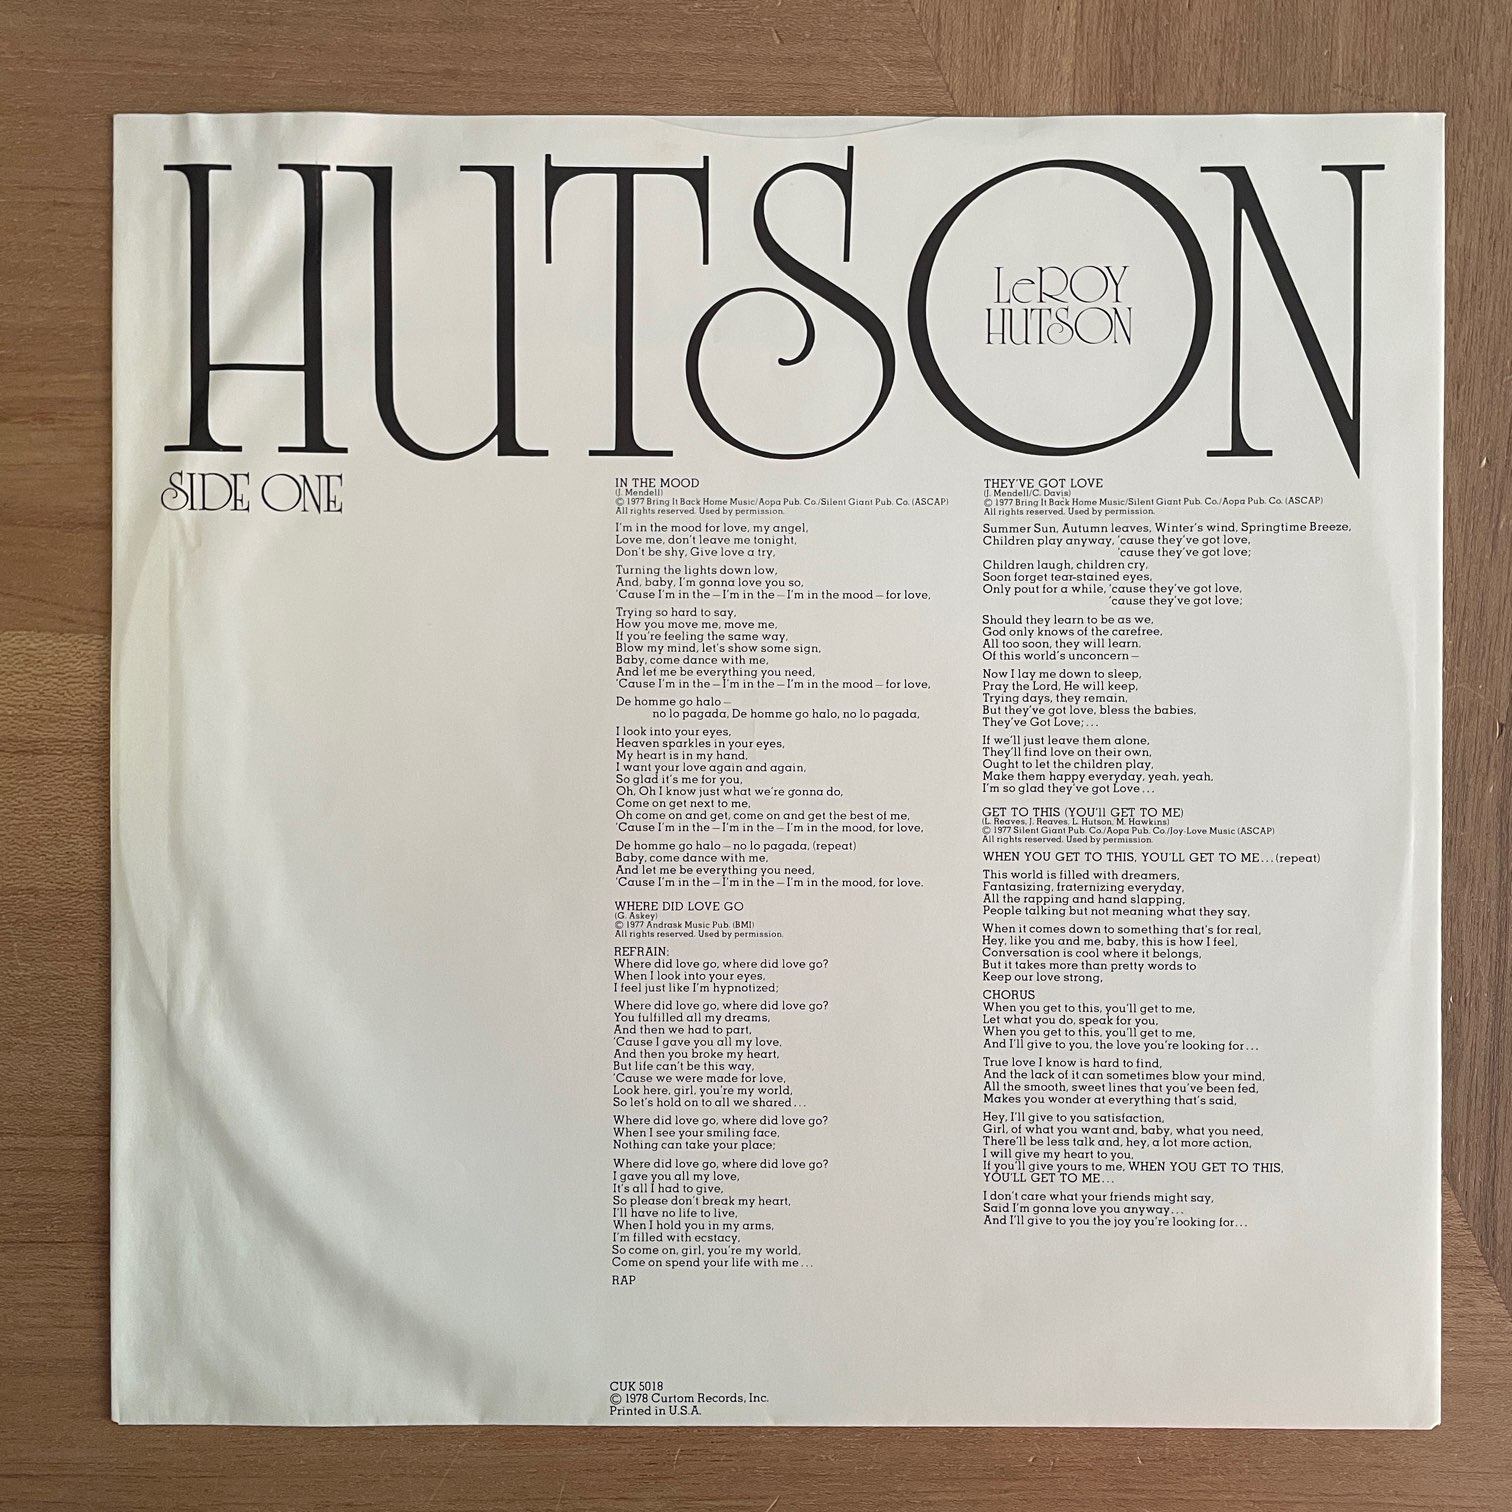 HUTSON
LeROY
HUTSON
SIDE ONE
IN THE MOOD
(J. Mendell)
© 1977 Bring It Back Home Music/Aopa Pub. Co./Silent Giant Pub. Co. (ASCAP)
All rights reserved. Used by permission.
I'm in the mood for love, my angel,
Love me, don't leave me tonight,
Don't be shy, Give love a try,
Turning the lights down low,
And, baby, I'm gonna love you so,
'Cause I'm in the – I'm in the – I'm in the mood – for love,
Trying so hard to say,
How you move me, move me,
If you're feeling the same way,
Blow my mind, let's show some sign,
Baby, come dance with me,
And let me be everything you need,
'Cause I'm in the – I'm in the – I'm in the mood – for love,
De homme go halo –
no lo pagada, De homme go halo, no lo pagada,
I look into your eyes,
Heaven sparkles in your eyes,
My heart is in my hand,
I want your love again and again,
So glad it's me for you,
Oh, Oh I know just what we're gonna do,
Come on get next to me,
Oh come on and get, come on and get the best of me,
'Cause I'm in the – I'm in the – I'm in the mood, for love,
De homme go halo – no lo pagada, (repeat)
Baby, come dance with me,
And let me be everything you need,
'Cause I'm in the – I'm in the – I'm in the mood, for love.
WHERE DID LOVE GO
(G. Askey)
© 1977 Andrask Music Pub. (BMI)
All rights reserved. Used by permission.
REFRAIN:
Where did love go, where did love go?
When I look into your eyes,
I feel just like I'm hypnotized;
Where did love go, where did love go?
You fulfilled all my dreams,
And then we had to part,
'Cause I gave you all my love,
And then you broke my heart,
But life can't be this way,
'Cause we were made for love,
Look here, girl, you're my world,
So let's hold on to all we shared...
Where did love go, where did love go?
When I see your smiling face,
Nothing can take your place;
Where did love go, where did love go?
I gave you all my love,
It's all I had to give,
So please don't break my heart,
I'll have no life to live,
When I hold you in my arms,
I'm filled with ecstacy,
So come on, girl, you're my world,
Come on spend your life with me...
RAP
CUK 5018
© 1978 Curtom Records, Inc.
Printed in U.S.A.
THEY'VE GOT LOVE
(J. Mendell/C. Davis)
© 1977 Bring It Back Home Music/Silent Giant Pub. Co./Aopa Pub. Co. (ASCAP)
All rights reserved. Used by permission.
Summer Sun, Autumn leaves, Winter's wind, Springtime Breeze,
Children play anyway, 'cause they've got love,
'cause they've got love;
Children laugh, children cry,
Soon forget tear-stained eyes,
Only pout for a while, 'cause they've got love,
'cause they've got love;
Should they learn to be as we,
God only knows of the carefree,
All too soon, they will learn,
Of this world's unconcern –
Now I lay me down to sleep,
Pray the Lord, He will keep,
Trying days, they remain,
But they've got love, bless the babies,
They've Got Love;...
If we'll just leave them alone,
They'll find love on their own,
Ought to let the children play,
Make them happy everyday, yeah, yeah,
I'm so glad they've got Love...
GET TO THIS (YOU'll GET TO ME)
(L. Reaves, J. Reaves, L. Hutson, M. Hawkins)
© 1977 Silent Giant Pub. Co./Aopa Pub. Co./Joy-Love Music (ASCAP)
All rights reserved. Used by permission.
WHEN YOU GET TO THIS, YOU'LL GET TO ME...(repeat)
This world is filled with dreamers,
Fantasizing, fraternizing everyday,
All the rapping and hand slapping,
People talking but not meaning what they say,
When it comes down to something that's for real,
Hey, like you and me, baby, this is how I feel,
Conversation is cool where it belongs,
But it takes more than pretty words to
Keep our love strong,
CHORUS
When you get to this, you'll get to me,
Let what you do, speak for you,
When you get to this, you'll get to me,
And I'll give to you, the love you're looking for...
True love I know is hard to find,
And the lack of it can sometimes blow your mind,
All the smooth, sweet lines that you've been fed,
Makes you wonder at everything that's said,
Hey, I'll give to you satisfaction,
Girl, of what you want and, baby, what you need,
There'll be less talk and, hey, a lot more action,
I will give my heart to you,
If you'll give yours to me, WHEN YOU GET TO THIS,
YOU'LL GET TO ME...
I don't care what your friends might say,
Said I'm gonna love you anyway...
And I'll give to you the joy you're looking for...